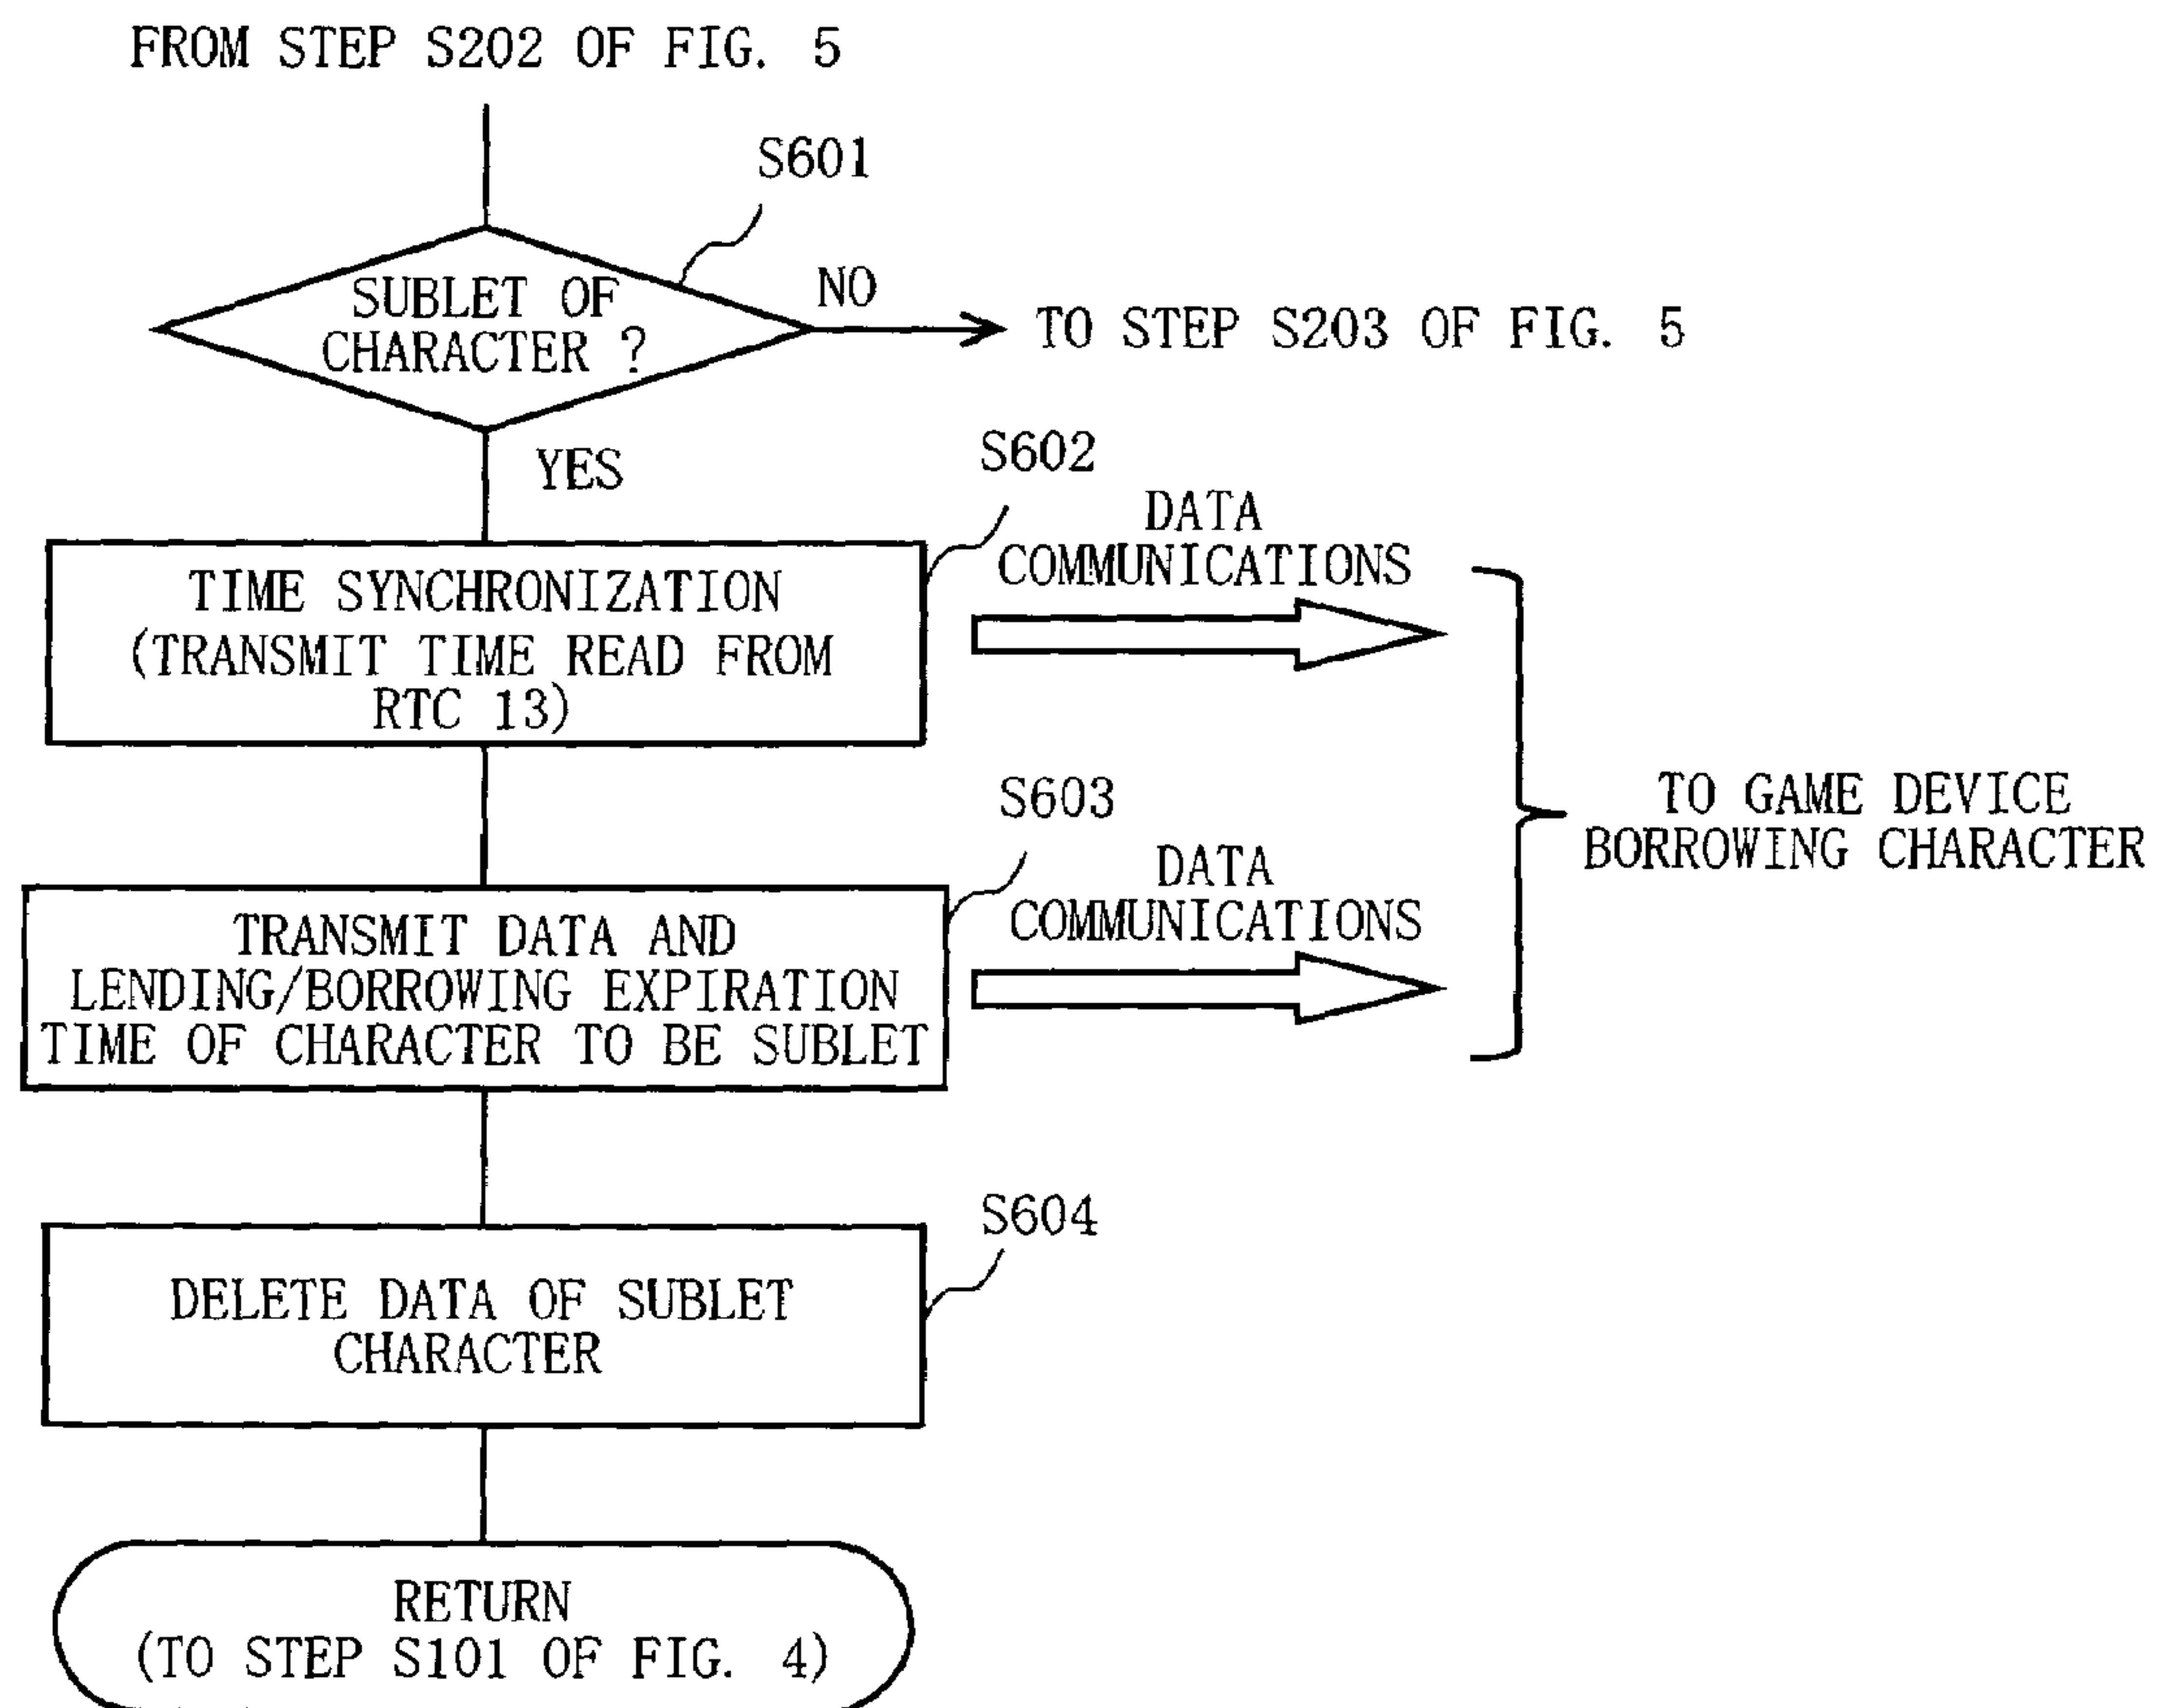 FROM STEP S202 OF FIG. 5
S601
SUBLET OF
CHARACTER ?
NO
TO STEP S203 OF FIG. 5
YES
S602
DATA
COMMUNICATIONS
TIME SYNCHRONIZATION
(TRANSMIT TIME READ FROM
RTC 13)
S603
DATA
COMMUNICATIONS
TO GAME DEVICE
BORROWING CHARACTER
TRANSMIT DATA AND
LENDING/BORROWING EXPIRATION
TIME OF CHARACTER TO BE SUBLET
S604
DELETE DATA OF SUBLET
CHARACTER
RETURN
(TO STEP S101 OF FIG. 4)